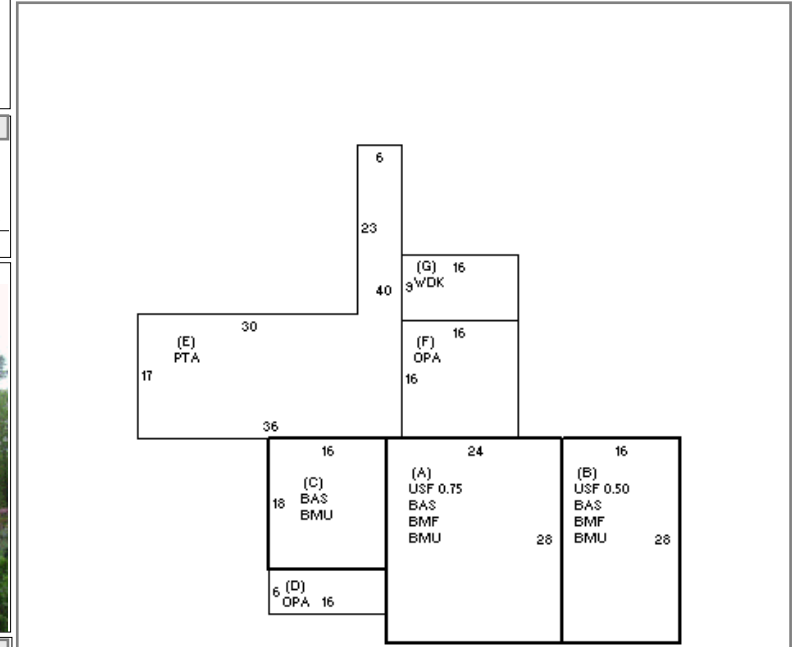 6
23
40
(G) 16
9 WDK
30
(E)
PTA
17
36
16
(F)
OPA
16
16
(C)
BAS
BMU
18
6 (D)
OPA 16
24
(A)
USF 0.75
BAS
BMF
BMU 28
16
(B)
USF 0.50
BAS
BMF
BMU 28